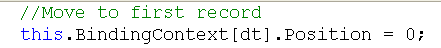 //Move to first record
this.BindingContext[dt].Position = 0;